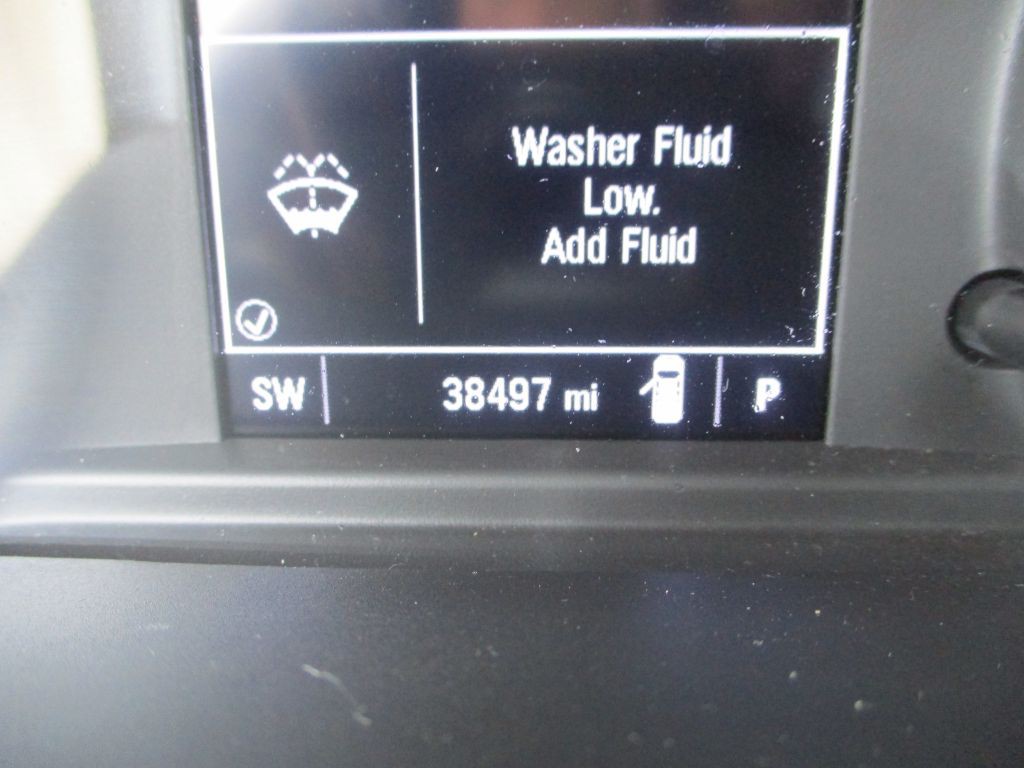 Washer Fluid
Low.
Add Fluid
SW 38497 mi P